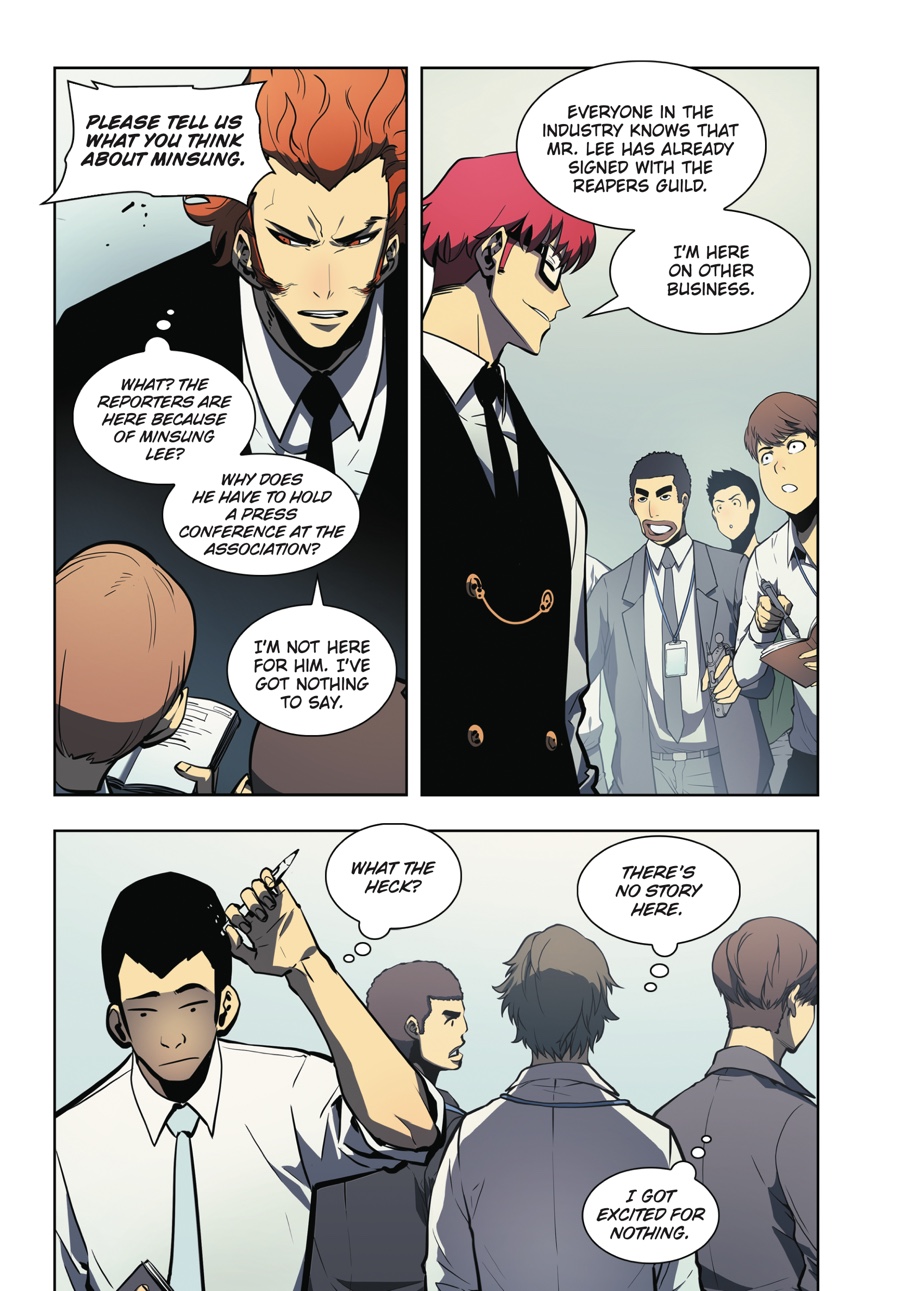 PLEASE TELL US
WHAT YOU THINK
ABOUT MINSUNG.
WHAT? THE
REPORTERS ARE
HERE BECAUSE
OF MINSUNG
LEE?
WHY DOES
HE HAVE TO HOLD
A PRESS
CONFERENCE AT THE
ASSOCIATION?
I'M NOT HERE
FOR HIM. I'VE
GOT NOTHING
TO SAY.
EVERYONE IN THE
INDUSTRY KNOWS THAT
MR. LEE HAS ALREADY
SIGNED WITH THE
REAPERS GUILD.
I'M HERE
ON OTHER
BUSINESS.
WHAT THE
HECK?
THERE'S
NO STORY
HERE.
I GOT
EXCITED FOR
NOTHING.